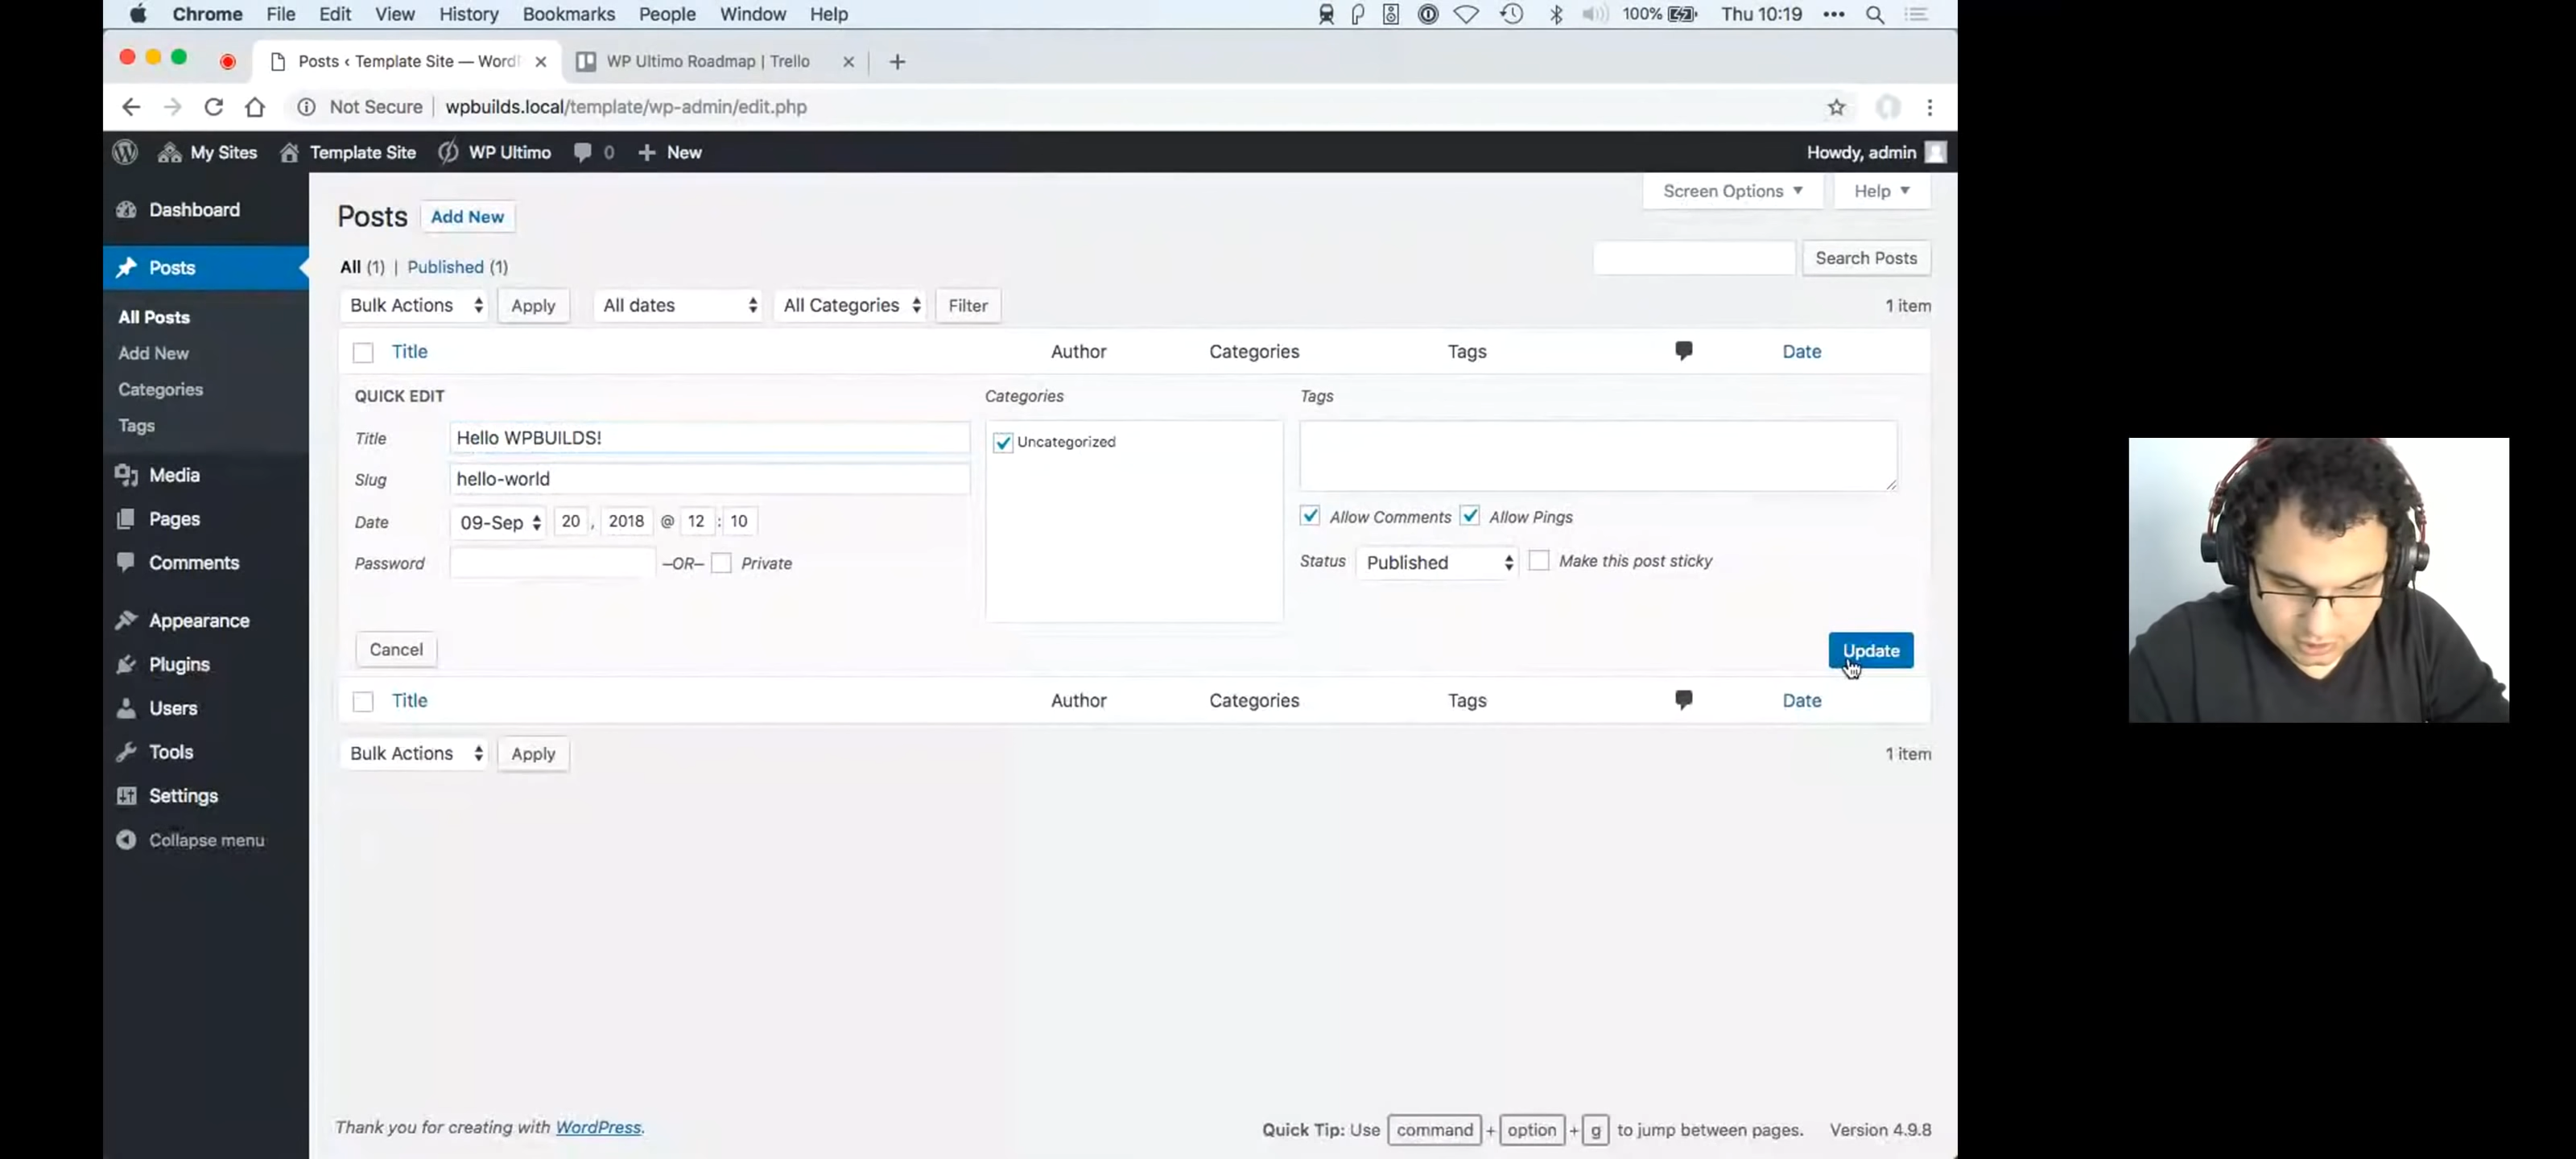 Chrome File Edit View History Bookmarks People Window Help 100% Thu 10:19
Posts ‹ Template Site — Word WP Ultimo Roadmap | Trello
Not Secure wpbuilds.local/template/wp-admin/edit.php
My Sites Template Site WP Ultimo 0 New Howdy, admin
Screen Options Help
Dashboard
Posts Add New
Posts
All (1) | Published (1)
Search Posts
Bulk Actions Apply All dates All Categories Filter 1 item
All Posts
Add New
Categories
Tags
Media
Pages
Comments
Appearance
Plugins
Users
Tools
Settings
Collapse menu
Title Author Categories Tags Date
QUICK EDIT Categories Tags
Title Hello WPBUILDS! Uncategorized
Slug hello-world
Date 09-Sep 20 , 2018 @ 12 : 10 Allow Comments Allow Pings
Password –OR– Private Status Published Make this post sticky
Cancel Update
Title Author Categories Tags Date
Bulk Actions Apply 1 item
Thank you for creating with WordPress. Quick Tip: Use command + option + g to jump between pages. Version 4.9.8